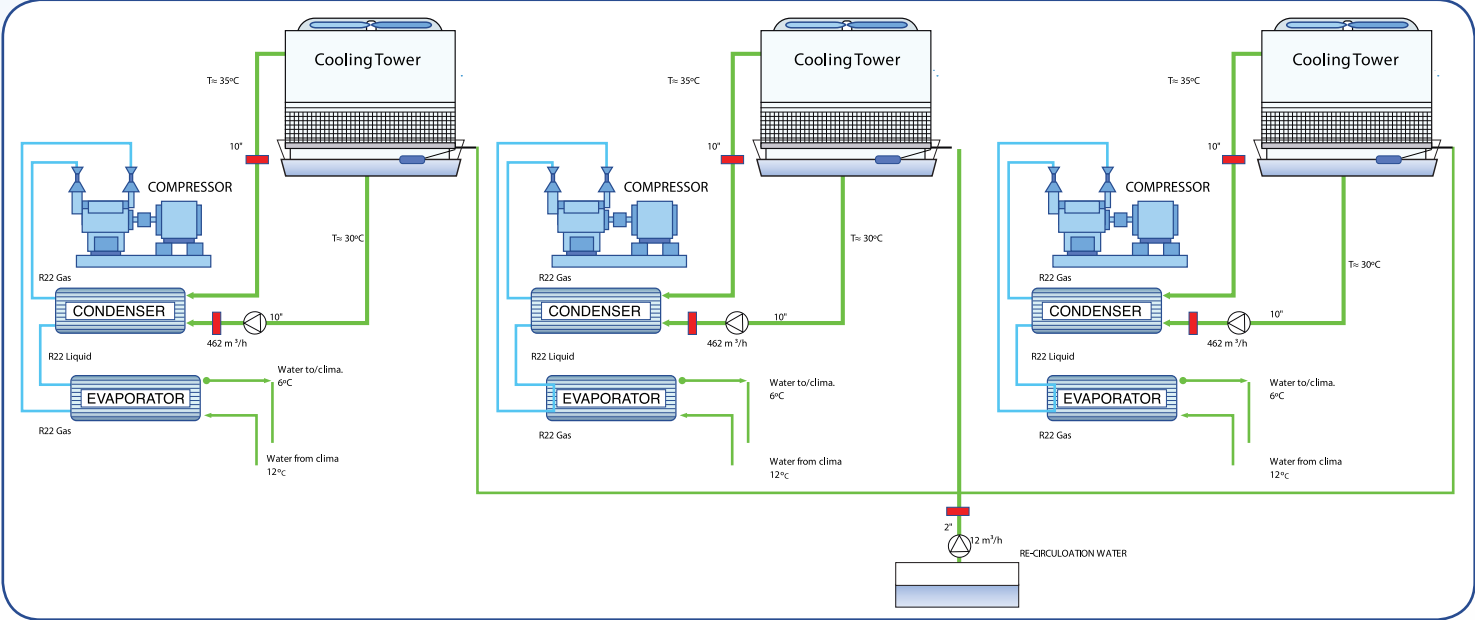 Cooling Tower
T≈ 35ºC
10"
COMPRESSOR
T≈ 30ºC
R22 Gas
CONDENSER
10"
462 m³/h
R22 Liquid
Water to/clima.
6ºC
EVAPORATOR
R22 Gas
Water from clima
12ºC
Cooling Tower
T≈ 35ºC
10"
COMPRESSOR
T≈ 30ºC
R22 Gas
CONDENSER
10"
462 m³/h
R22 Liquid
Water to/clima.
6ºC
EVAPORATOR
R22 Gas
Water from clima
12ºC
Cooling Tower
T≈ 35ºC
10"
COMPRESSOR
T≈ 30ºC
R22 Gas
CONDENSER
10"
462 m³/h
R22 Liquid
Water to/clima.
6ºC
EVAPORATOR
R22 Gas
Water from clima
12ºC
2"
12 m³/h
RE-CIRCULOATION WATER